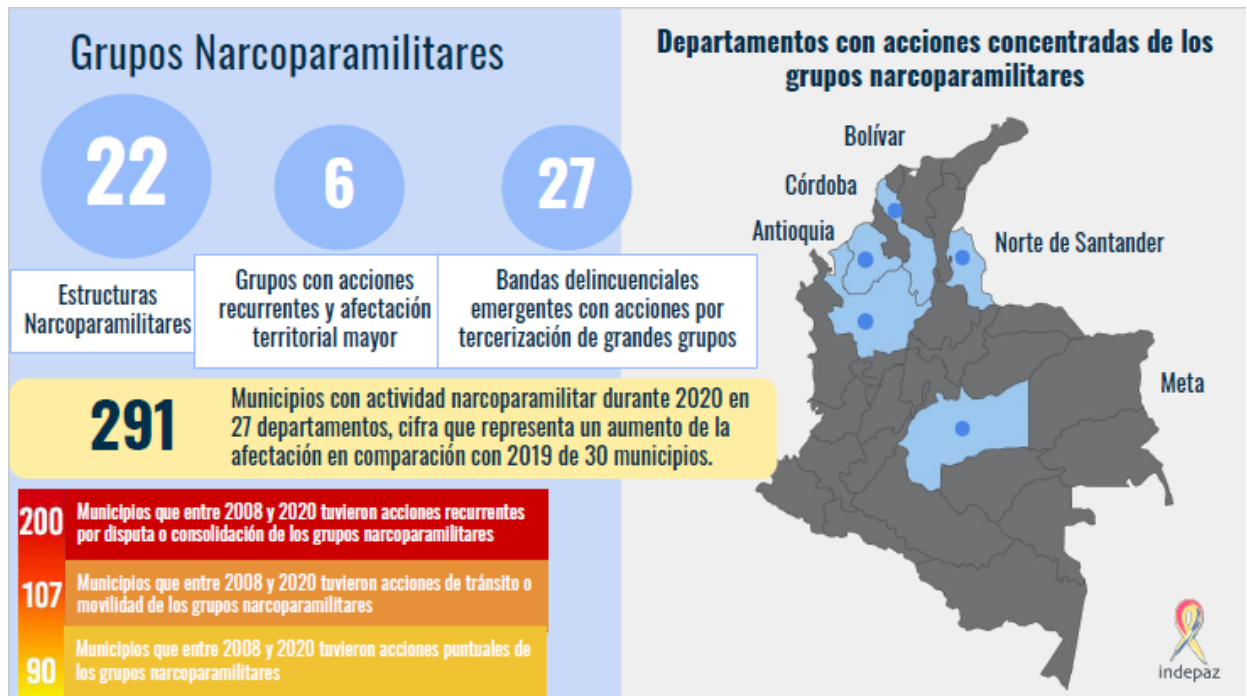 Grupos Narcoparamilitares
22
6
27
Estructuras
Narcoparamilitares
Grupos con acciones
recurrentes y afectación
territorial mayor
Bandas delincuenciales
emergentes con acciones por
tercerización de grandes grupos
291
Municipios con actividad narcoparamilitar durante 2020 en
27 departamentos, cifra que representa un aumento de la
afectación en comparación con 2019 de 30 municipios.
200
Municipios que entre 2008 y 2020 tuvieron acciones recurrentes
por disputa o consolidación de los grupos narcoparamilitares
107
Municipios que entre 2008 y 2020 tuvieron acciones de tránsito o
movilidad de los grupos narcoparamilitares
90
Municipios que entre 2008 y 2020 tuvieron acciones puntuales de
los grupos narcoparamilitares
Departamentos con acciones concentradas de los
grupos narcoparamilitares
Bolívar
Córdoba
Antioquia
Norte de Santander
Meta
indepaz